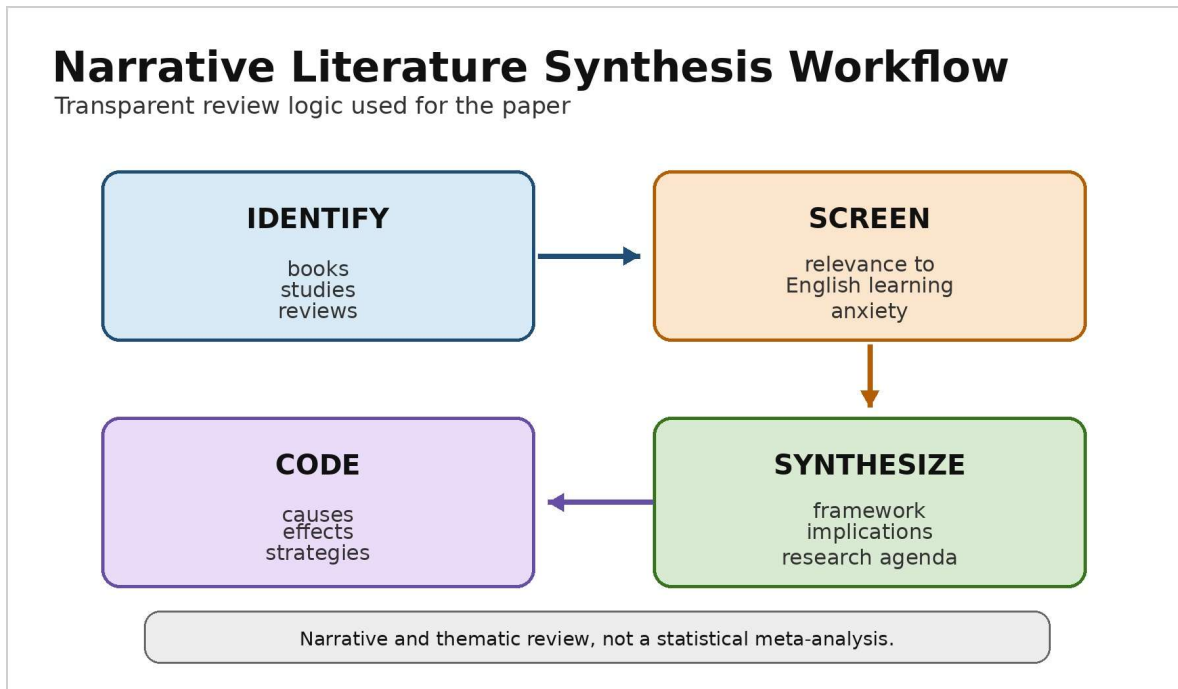 Narrative Literature Synthesis Workflow
Transparent review logic used for the paper
IDENTIFY
books
studies
reviews
SCREEN
relevance to
English learning
anxiety
CODE
causes
effects
strategies
SYNTHESIZE
framework
implications
research agenda
Narrative and thematic review, not a statistical meta-analysis.